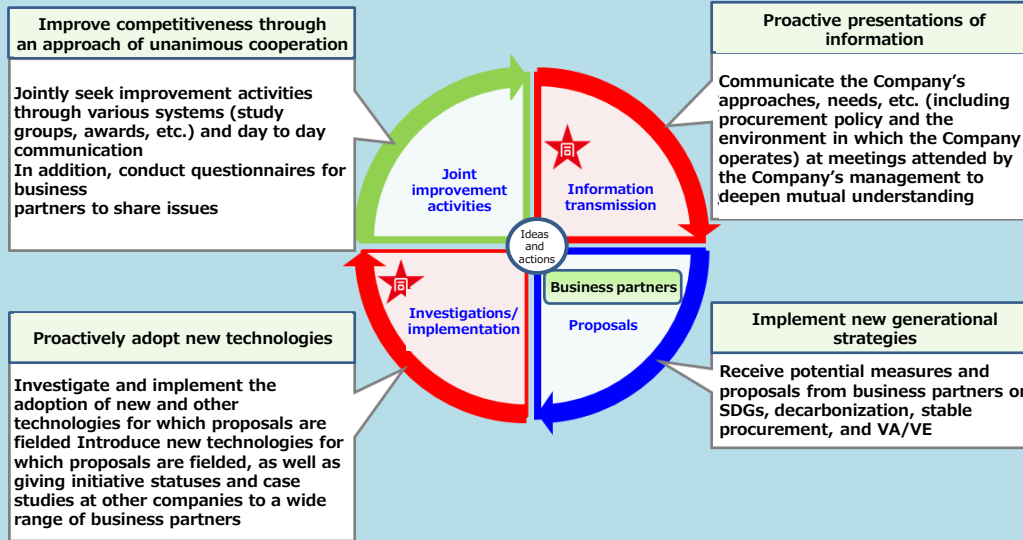 Improve competitiveness through
an approach of unanimous cooperation
Jointly seek improvement activities
through various systems (study
groups, awards, etc.) and day to day
communication
In addition, conduct questionnaires for
business
partners to share issues
Proactive presentations of
information
Communicate the Company’s
approaches, needs, etc. (including
procurement policy and the
environment in which the Company
operates) at meetings attended by
the Company’s management to
deepen mutual understanding
Joint
improvement
activities
同
Information
transmission
Ideas
and
actions
同
Investigations/
implementation
Business partners
Proposals
Proactively adopt new technologies
Investigate and implement the
adoption of new and other
technologies for which proposals are
fielded Introduce new technologies for
which proposals are fielded, as well as
giving initiative statuses and case
studies at other companies to a wide
range of business partners
Implement new generational
strategies
Receive potential measures and
proposals from business partners on
SDGs, decarbonization, stable
procurement, and VA/VE